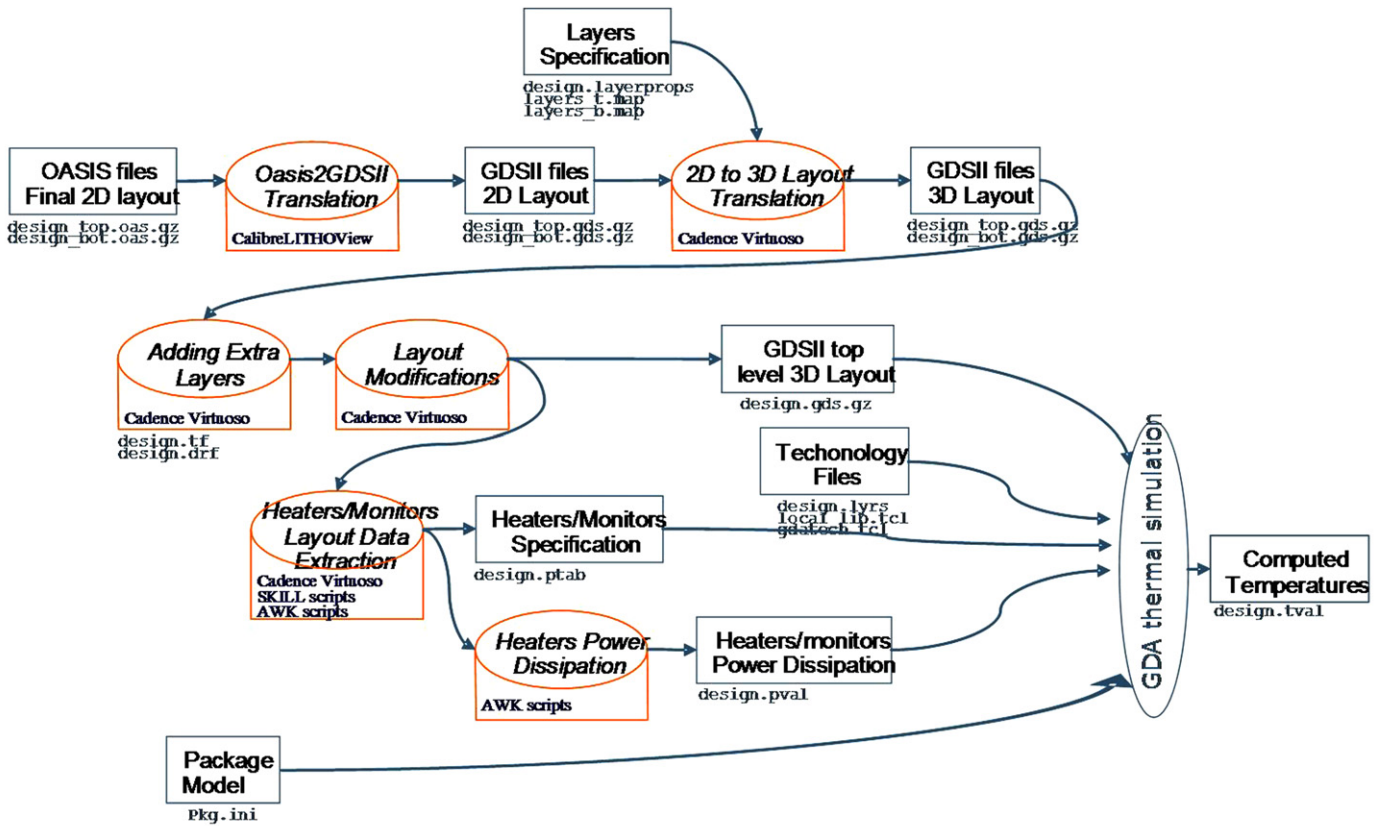 Layers
Specification
design.layerprops
layers_t.map
layers_b.map
OASIS files
Final 2D layout
design_top.oas.gz
design_bot.oas.gz
Oasis2GDSII
Translation
CalibreLITHOView
GDSII files
2D Layout
design_top.gds.gz
design_bot.gds.gz
2D to 3D Layout
Translation
Cadence Virtuoso
GDSII files
3D Layout
design_top.gds.gz
design_bot.gds.gz
Adding Extra
Layers
Cadence Virtuoso
design.tf
design.drf
Layout
Modifications
Cadence Virtuoso
GDSII top
level 3D Layout
design.gds.gz
Techonology
Files
design.lyrs
local_lib.tcl
gdatech.tcl
Heaters/Monitors
Layout Data
Extraction
Cadence Virtuoso
SKILL scripts
AWK scripts
Heaters/Monitors
Specification
design.ptab
Heaters Power
Dissipation
AWK scripts
Heaters/monitors
Power Dissipation
design.pval
GDA thermal simulation
Computed
Temperatures
design.tval
Package
Model
Pkg.ini